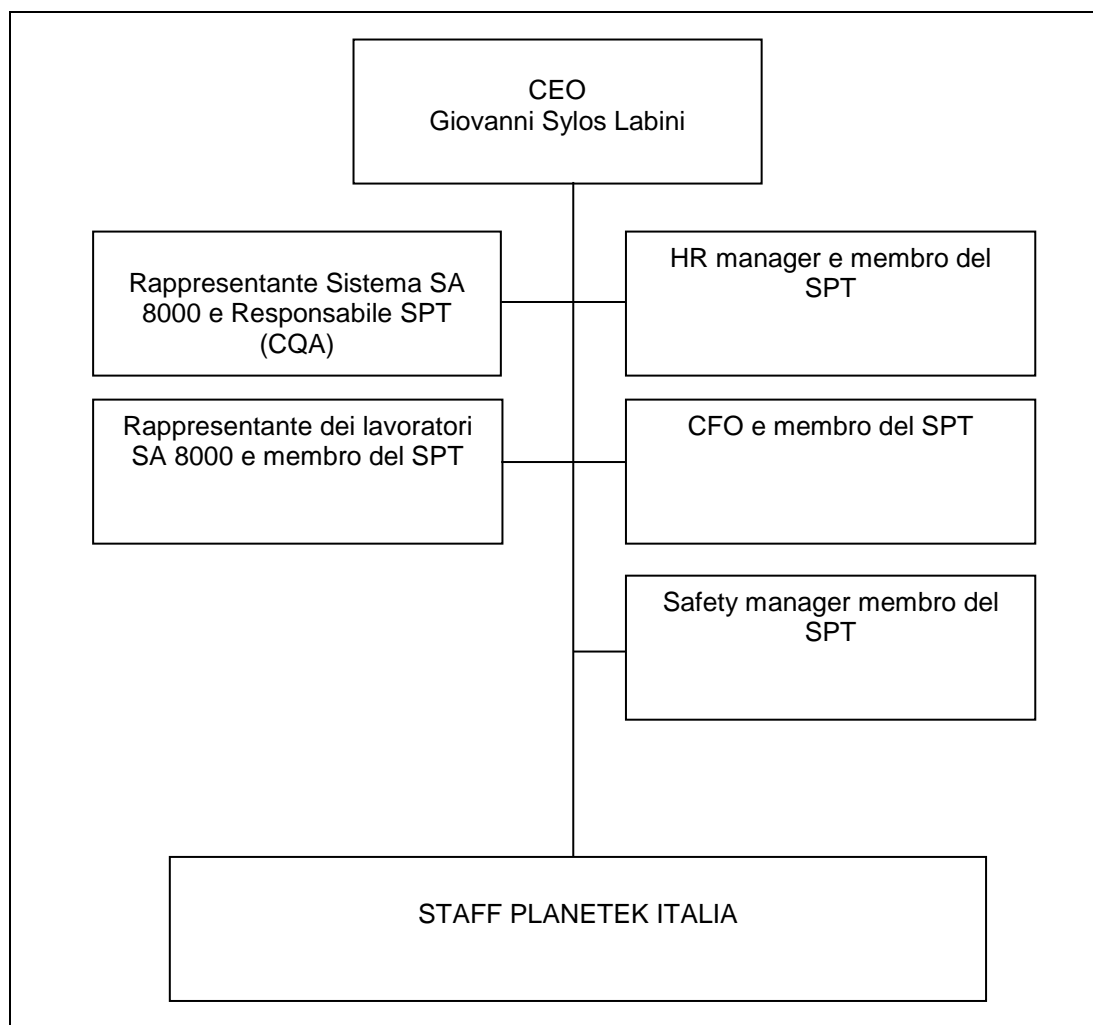 CEO
Giovanni Sylos Labini
Rappresentante Sistema SA
8000 e Responsabile SPT
(CQA)
HR manager e membro del
SPT
Rappresentante dei lavoratori
SA 8000 e membro del SPT
CFO e membro del SPT
Safety manager membro del
SPT
STAFF PLANETEK ITALIA